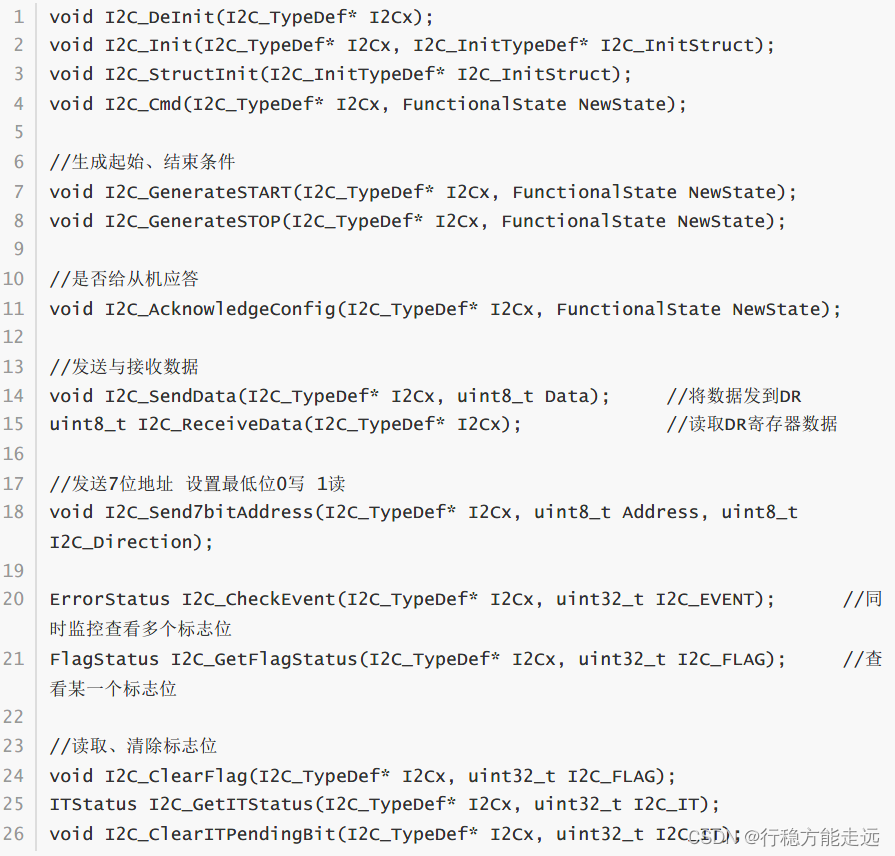 1 void I2C_DeInit(I2C_TypeDef* I2Cx);
2 void I2C_Init(I2C_TypeDef* I2Cx, I2C_InitTypeDef* I2C_InitStruct);
3 void I2C_StructInit(I2C_InitTypeDef* I2C_InitStruct);
4 void I2C_Cmd(I2C_TypeDef* I2Cx, FunctionalState NewState);
5
6 //生成起始、结束条件
7 void I2C_GenerateSTART(I2C_TypeDef* I2Cx, FunctionalState NewState);
8 void I2C_GenerateSTOP(I2C_TypeDef* I2Cx, FunctionalState NewState);
9
10 //是否给从机应答
11 void I2C_AcknowledgeConfig(I2C_TypeDef* I2Cx, FunctionalState NewState);
12
13 //发送与接收数据
14 void I2C_SendData(I2C_TypeDef* I2Cx, uint8_t Data); //将数据发到DR
15 uint8_t I2C_ReceiveData(I2C_TypeDef* I2Cx); //读取DR寄存器数据
16
17 //发送7位地址 设置最低位0写 1读
18 void I2C_Send7bitAddress(I2C_TypeDef* I2Cx, uint8_t Address, uint8_t
I2C_Direction);
19
20 ErrorStatus I2C_CheckEvent(I2C_TypeDef* I2Cx, uint32_t I2C_EVENT); //同
时监控查看多个标志位
21 FlagStatus I2C_GetFlagStatus(I2C_TypeDef* I2Cx, uint32_t I2C_FLAG); //查
看某一个标志位
22
23 //读取、清除标志位
24 void I2C_ClearFlag(I2C_TypeDef* I2Cx, uint32_t I2C_FLAG);
25 ITStatus I2C_GetITStatus(I2C_TypeDef* I2Cx, uint32_t I2C_IT);
26 void I2C_ClearITPendingBit(I2C_TypeDef* I2Cx, uint32_t I2C_IT);
CSDN @行稳方能走远